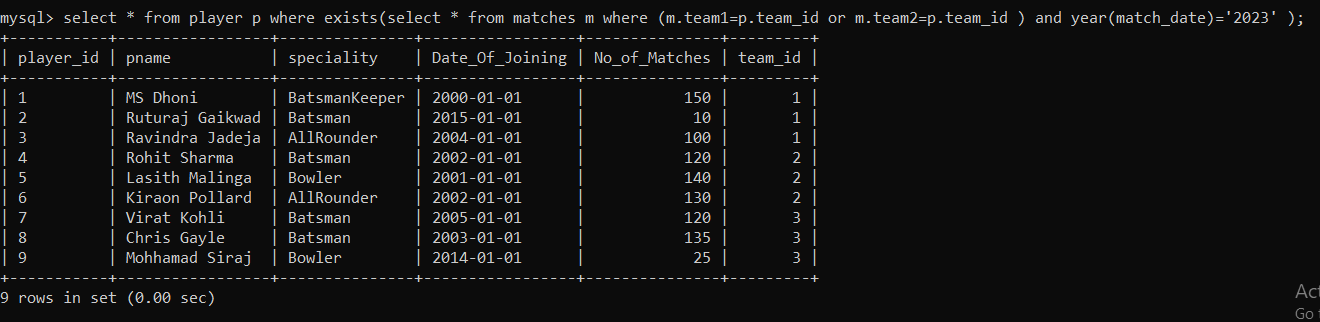 mysql> select * from player p where exists(select * from matches m where (m.team1=p.team_id or m.team2=p.team_id ) and year(match_date)='2023' );
+-----------+------------------+---------------+-----------------+---------------+---------+
| player_id | pname            | speciality    | Date_Of_Joining | No_of_Matches | team_id |
+-----------+------------------+---------------+-----------------+---------------+---------+
| 1         | MS Dhoni         | BatsmanKeeper | 2000-01-01      |           150 |       1 |
| 2         | Ruturaj Gaikwad  | Batsman       | 2015-01-01      |            10 |       1 |
| 3         | Ravindra Jadeja  | AllRounder    | 2004-01-01      |           100 |       1 |
| 4         | Rohit Sharma     | Batsman       | 2002-01-01      |           120 |       2 |
| 5         | Lasith Malinga   | Bowler        | 2001-01-01      |           140 |       2 |
| 6         | Kiraon Pollard   | AllRounder    | 2002-01-01      |           130 |       2 |
| 7         | Virat Kohli      | Batsman       | 2005-01-01      |           120 |       3 |
| 8         | Chris Gayle      | Batsman       | 2003-01-01      |           135 |       3 |
| 9         | Mohhamad Siraj   | Bowler        | 2014-01-01      |            25 |       3 |
+-----------+------------------+---------------+-----------------+---------------+---------+
9 rows in set (0.00 sec)
Act
Go